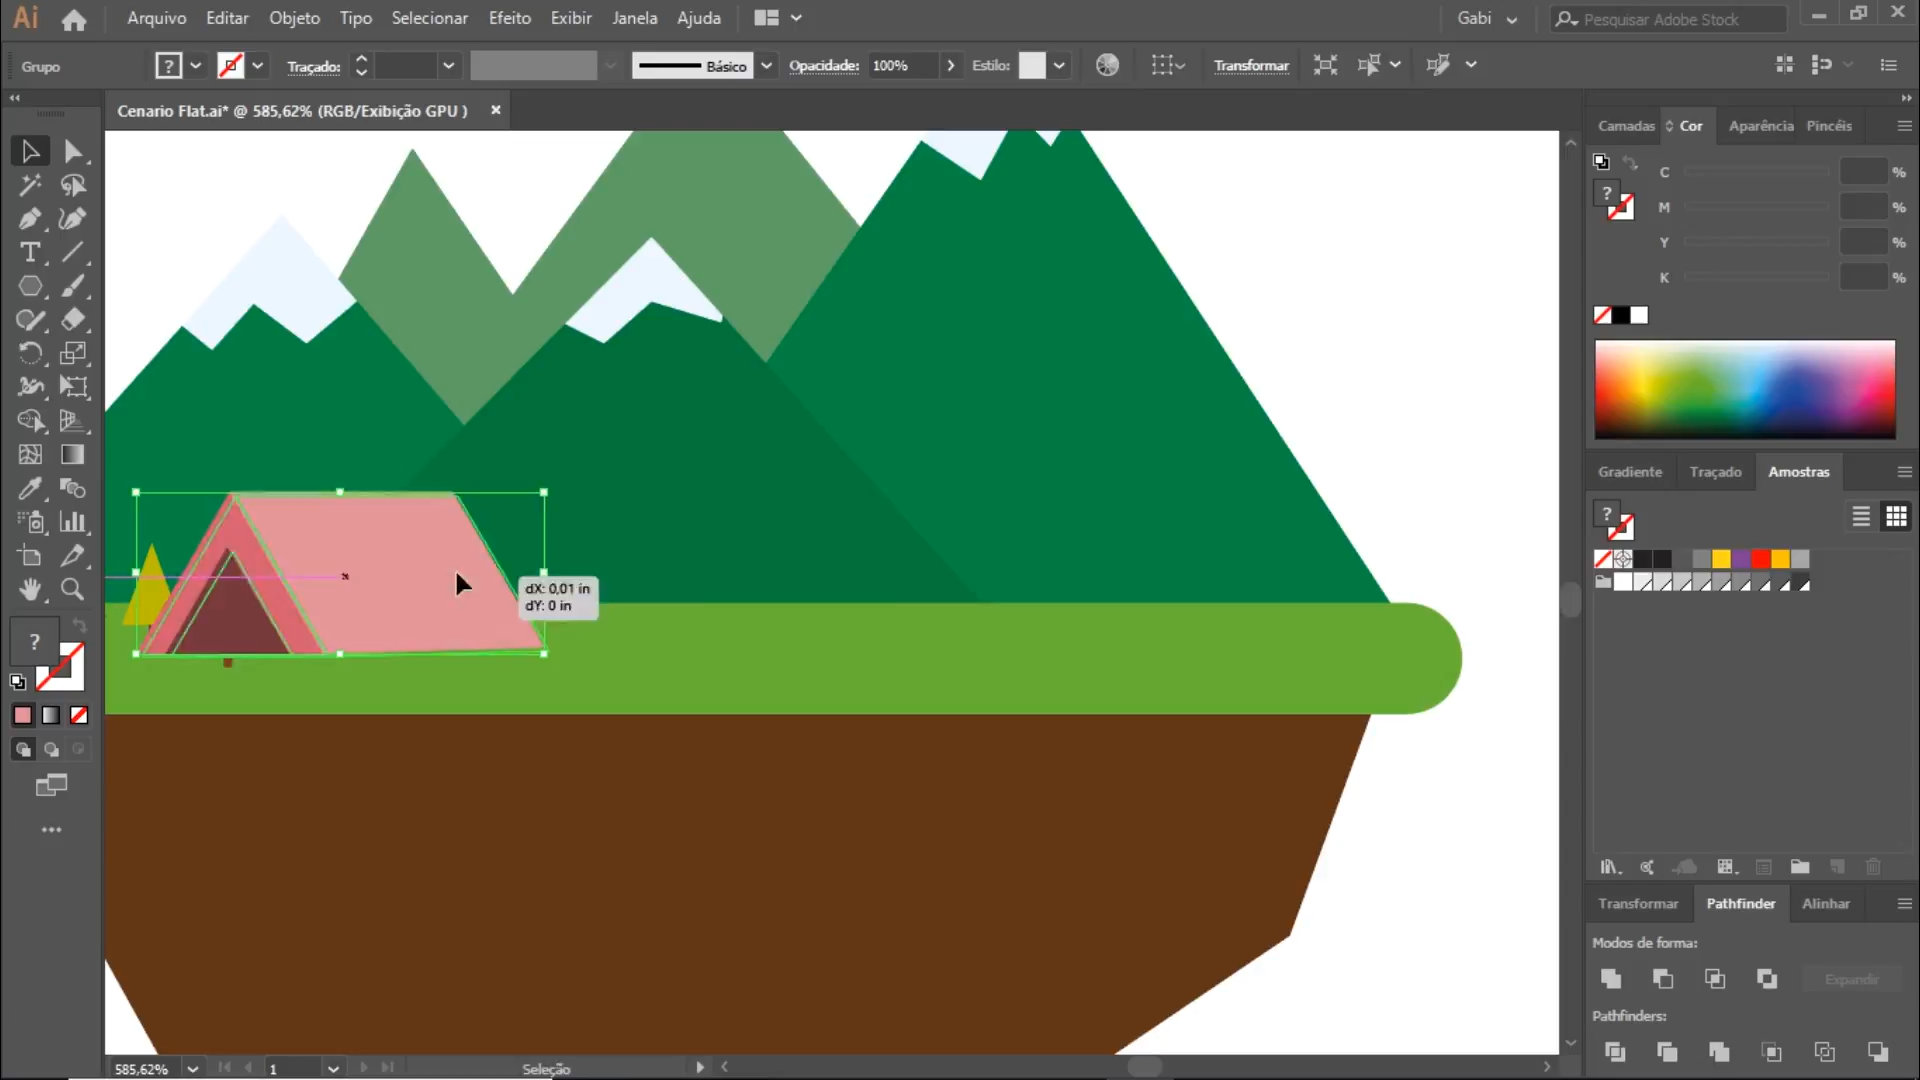 Ai Arquivo Editar Objeto Tipo Selecionar Efeito Exibir Janela Ajuda Gabi Pesquisar Adobe Stock
Grupo ? Traçado: Básico Opacidade: 100% Estilo: Transformar
Cenario Flat.ai* @ 585,62% (RGB/Exibição GPU ) ×
Camadas Cor Aparência Pincéis
C %
? M %
Y %
K %
Gradiente Traçado Amostras
?
dX: 0,01 in
dY: 0 in
?
Transformar Pathfinder Alinhar
Modos de forma:
Expandir
Pathfinders:
585,62% 1 Seleção